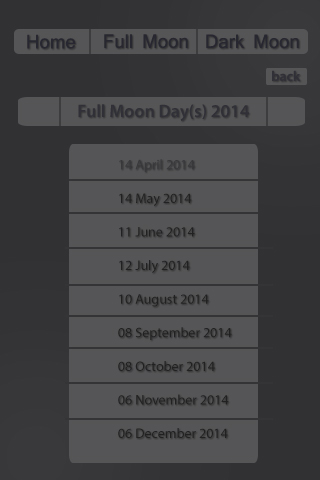 Home Full Moon Dark Moon
back
Full Moon Day(s) 2014
14 April 2014
14 May 2014
11 June 2014
12 July 2014
10 August 2014
08 September 2014
08 October 2014
06 November 2014
06 December 2014